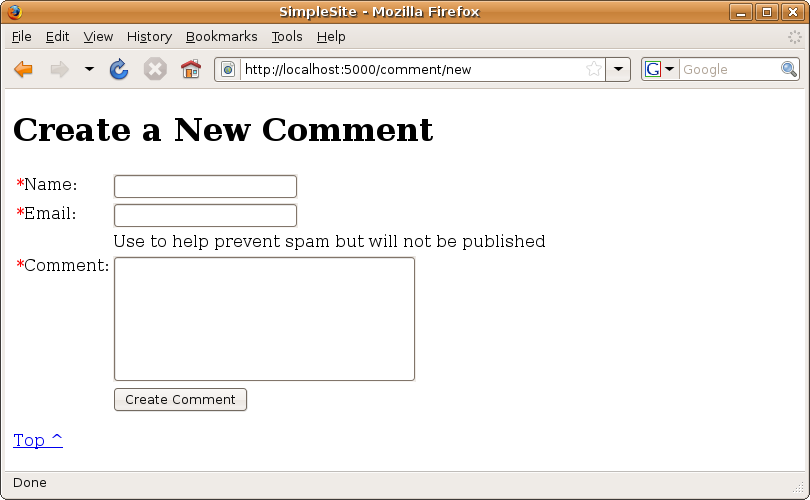 SimpleSite - Mozilla Firefox
File Edit View History Bookmarks Tools Help
http://localhost:5000/comment/new G Google
Create a New Comment
*Name:
*Email:
Use to help prevent spam but will not be published
*Comment:
Create Comment
Top ^
Done